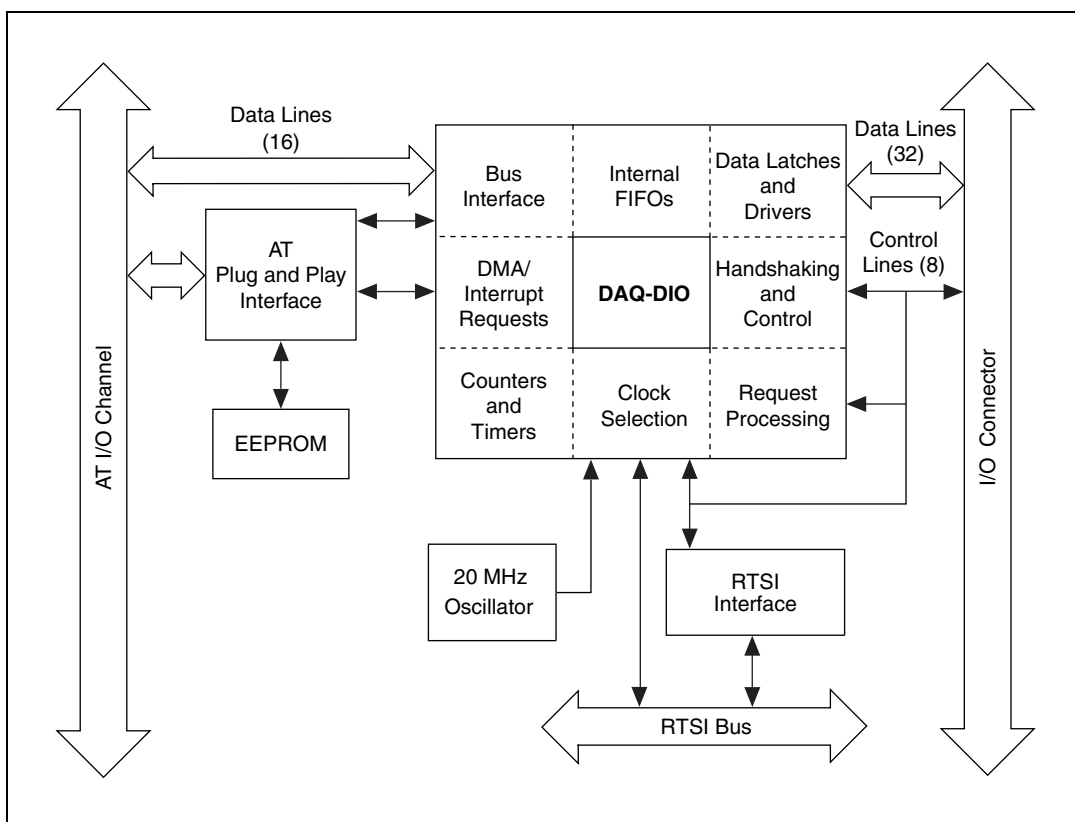 Data Lines
(16)
Data Lines
(32)
Bus
Interface
Internal
FIFOs
Data Latches
and
Drivers
AT
Plug and Play
Interface
Control
Lines (8)
DMA/
Interrupt
Requests
DAQ-DIO
Handshaking
and
Control
Counters
and
Timers
Clock
Selection
Request
Processing
EEPROM
AT I/O Channel
I/O Connector
20 MHz
Oscillator
RTSI
Interface
RTSI Bus